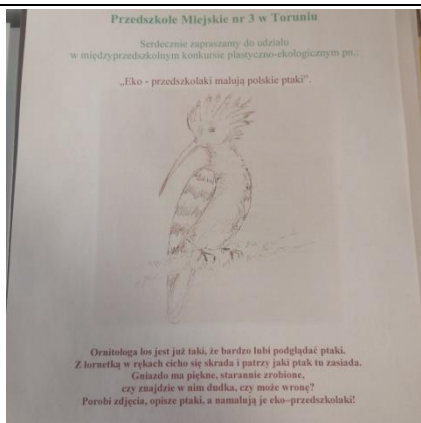 Przedszkole Miejskie nr 3 w Toruniu
Serdecznie zapraszamy do udziału
w międzyprzedszkolnym konkursie plastyczno-ekologicznym pn.:
„Eko - przedszkolaki malują polskie ptaki".
Ornitologa los jest już taki, że bardzo lubi podglądać ptaki.
Z lornetką w rękach cicho się skrada i patrzy jaki ptak tu zasiada.
Gniazdo ma piękne, starannie zrobione,
czy znajdzie w nim dudka, czy może wronę?
Porobi zdjęcia, opisze ptaki, a namalują je eko–przedszkolaki!